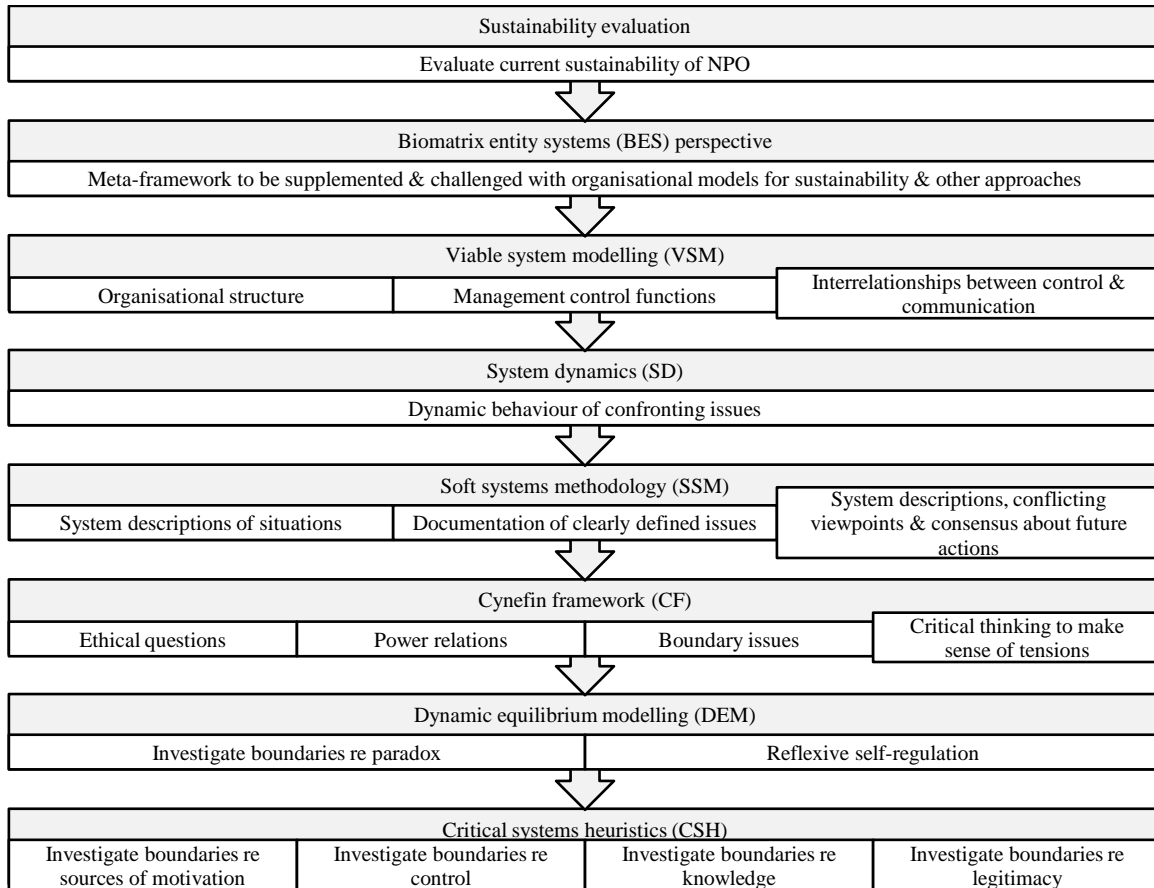 Sustainability evaluation
Evaluate current sustainability of NPO
Biomatrix entity systems (BES) perspective
Meta-framework to be supplemented & challenged with organisational models for sustainability & other approaches
Viable system modelling (VSM)
Organisational structure
Management control functions
Interrelationships between control &
communication
System dynamics (SD)
Dynamic behaviour of confronting issues
Soft systems methodology (SSM)
System descriptions of situations
Documentation of clearly defined issues
System descriptions, conflicting
viewpoints & consensus about future
actions
Cynefin framework (CF)
Ethical questions
Power relations
Boundary issues
Critical thinking to make
sense of tensions
Dynamic equilibrium modelling (DEM)
Investigate boundaries re paradox
Reflexive self-regulation
Critical systems heuristics (CSH)
Investigate boundaries re
sources of motivation
Investigate boundaries re
control
Investigate boundaries re
knowledge
Investigate boundaries re
legitimacy